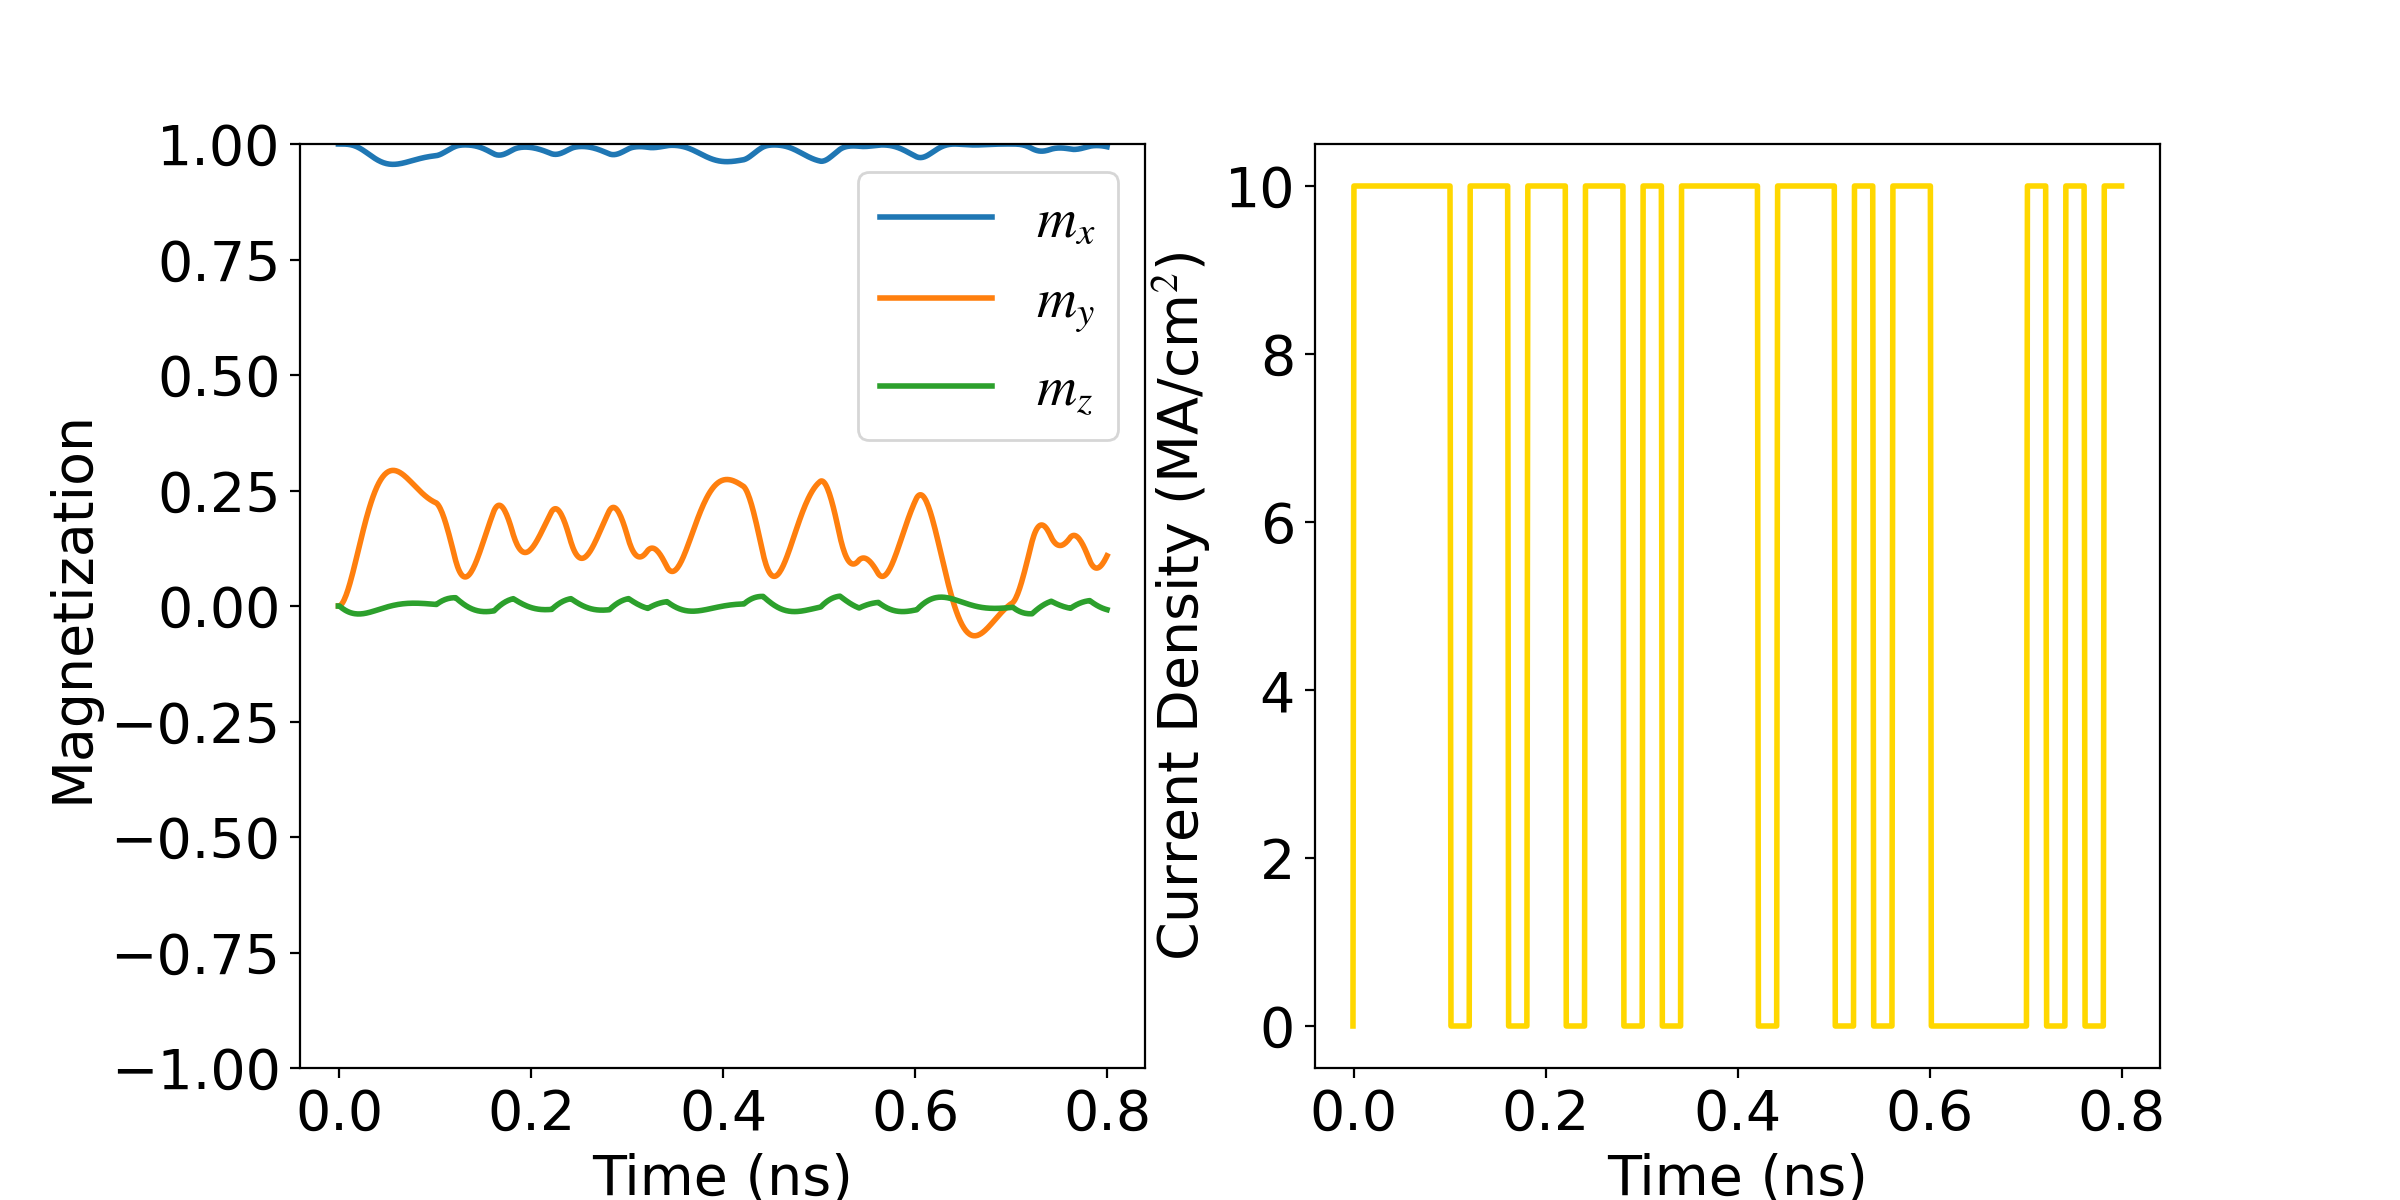 Magnetization
1.00
0.75
0.50
0.25
0.00
−0.25
−0.50
−0.75
−1.00
0.0 0.2 0.4 0.6 0.8
Time (ns)
m_x
m_y
m_z
Current Density (MA/cm²)
10
8
6
4
2
0
0.0 0.2 0.4 0.6 0.8
Time (ns)